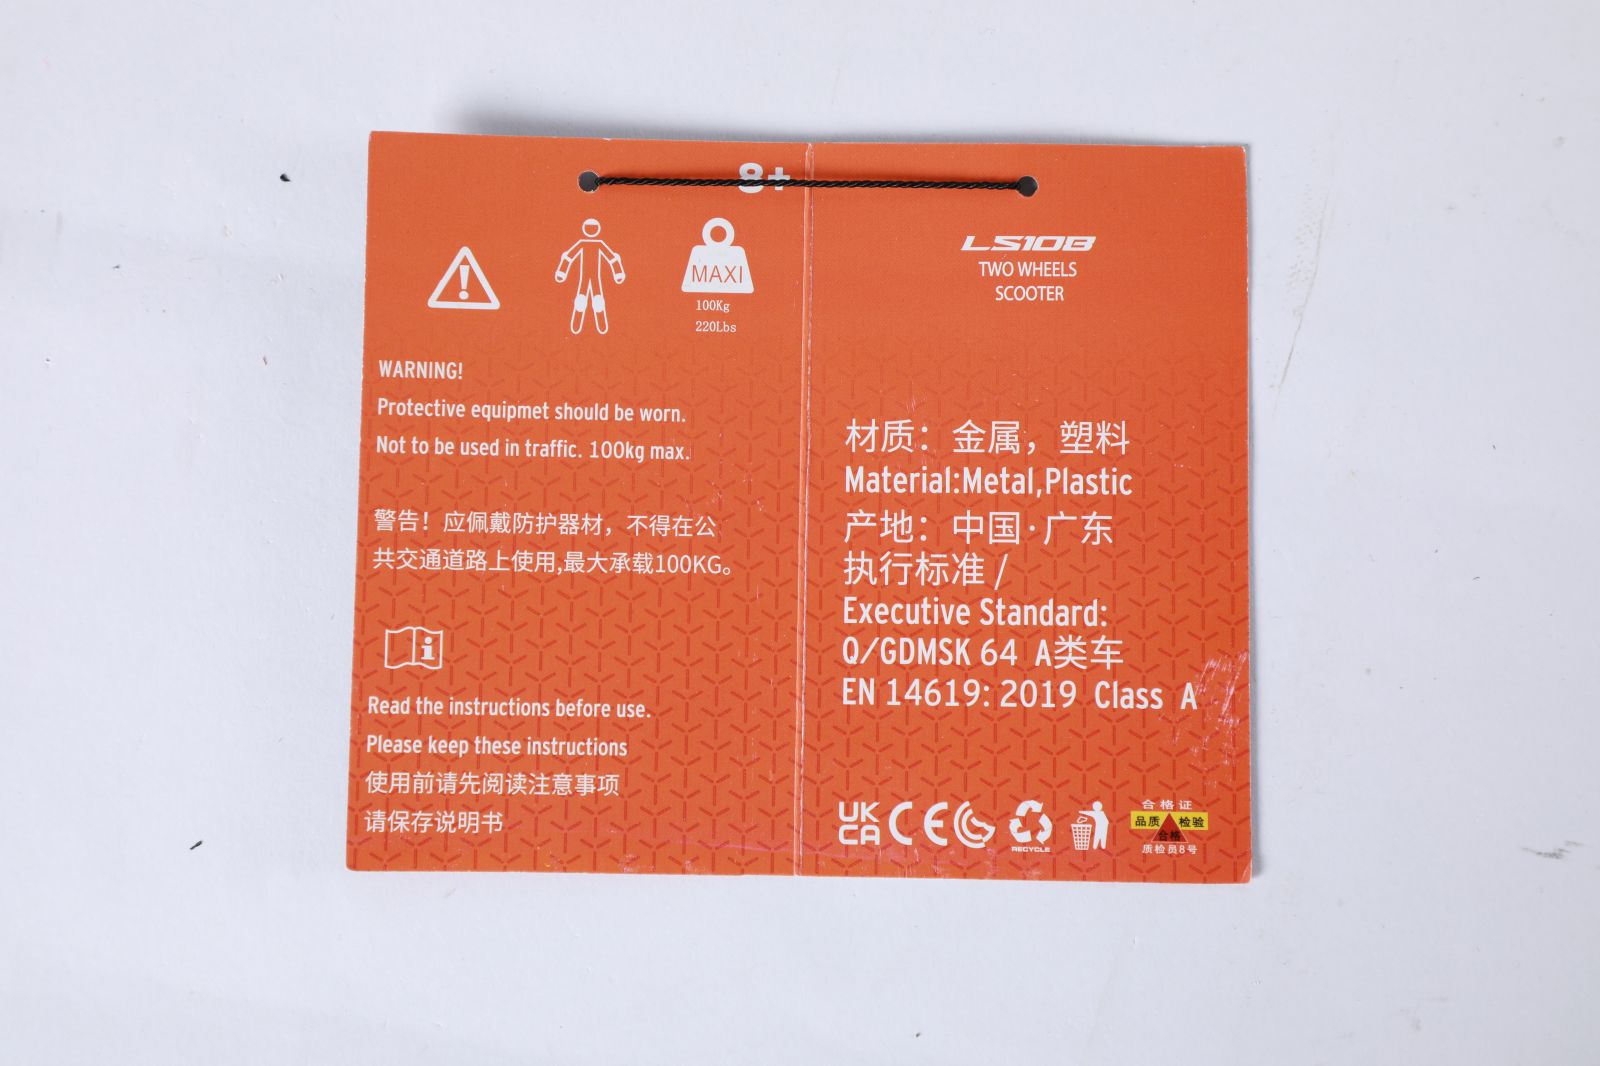 8+
MAXI
100Kg
220Lbs
WARNING!
Protective equipmet should be worn.
Not to be used in traffic. 100kg max.
警告！应佩戴防护器材，不得在公
共交通道路上使用,最大承载100KG。
Read the instructions before use.
Please keep these instructions
使用前请先阅读注意事项
请保存说明书
LS10B
TWO WHEELS
SCOOTER
材质：金属，塑料
Material:Metal,Plastic
产地：中国·广东
执行标准 /
Executive Standard:
Q/GDMSK 64 A类车
EN 14619: 2019 Class A
UK
CA
CE
RECYCLE
合格证
品质 检验
合格
质检员8号